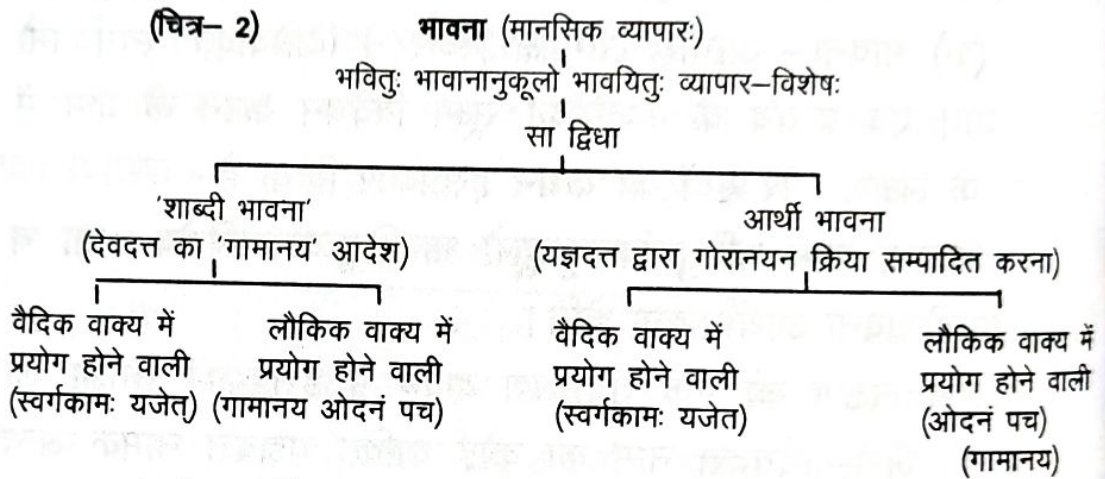 (चित्र– 2) भावना (मानसिक व्यापारः)
भवितुः भावानानुकूलो भावयितुः व्यापार–विशेषः
सा द्विधा
'शाब्दी भावना' आर्थी भावना
(देवदत्त का 'गामानय' आदेश) (यज्ञदत्त द्वारा गोरानयन क्रिया सम्पादित करना)
वैदिक वाक्य में लौकिक वाक्य में वैदिक वाक्य में लौकिक वाक्य में
प्रयोग होने वाली प्रयोग होने वाली प्रयोग होने वाली प्रयोग होने वाली
(स्वर्गकामः यजेत) (गामानय ओदनं पच) (स्वर्गकामः यजेत) (ओदनं पच)
(गामानय)